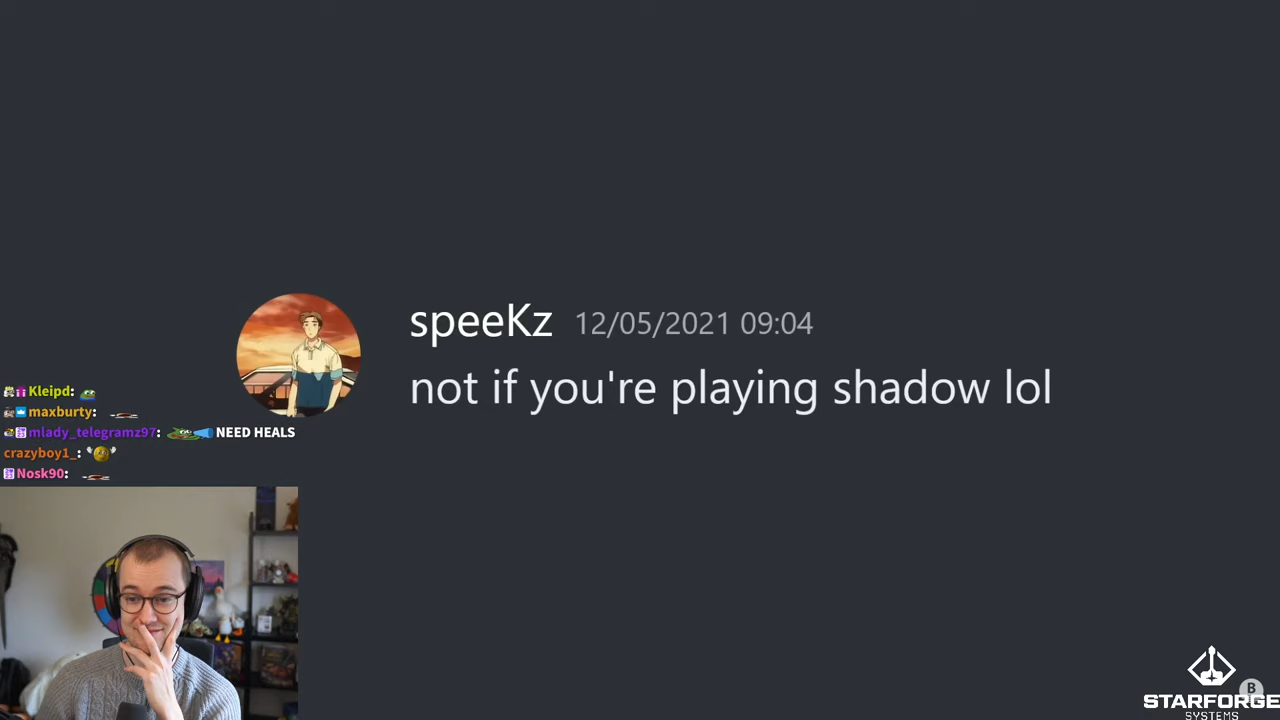 speeKz 12/05/2021 09:04
not if you're playing shadow lol
Kleipd:
maxburty:
mlady_telegramz97: NEED HEALS
crazyboy1_:
Nosk90:
B
STARFORGE
SYSTEMS